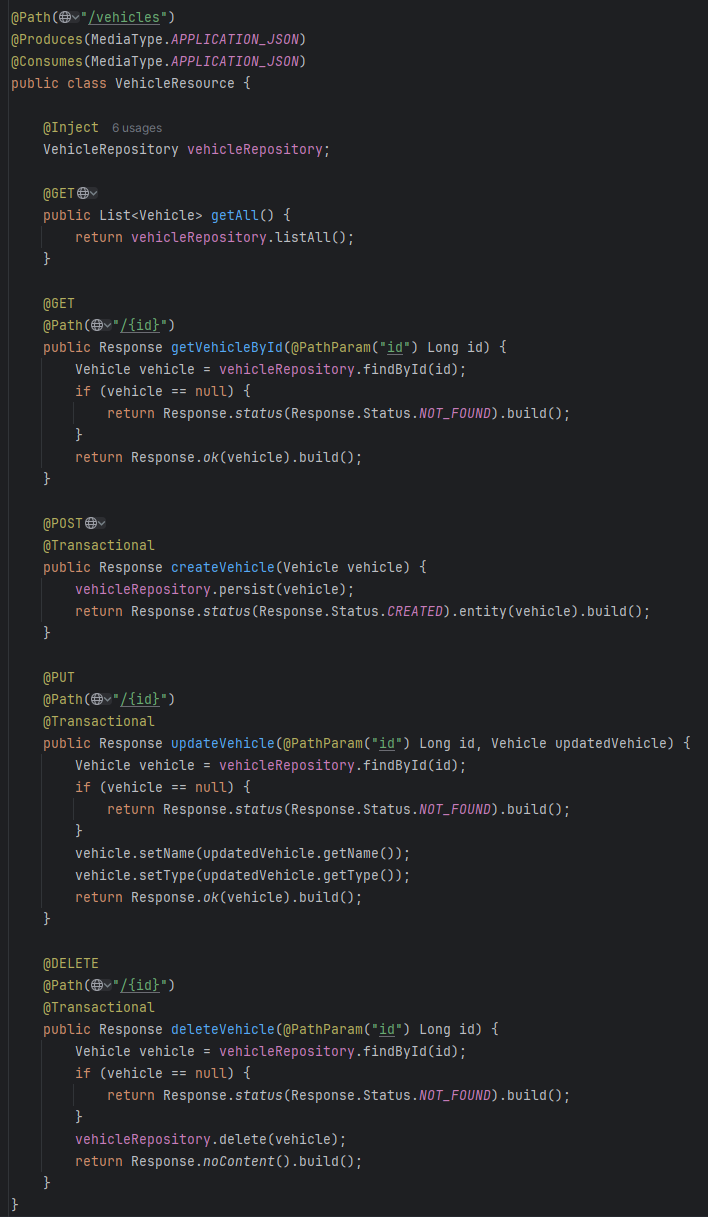 @Path("/vehicles")
@Produces(MediaType.APPLICATION_JSON)
@Consumes(MediaType.APPLICATION_JSON)
public class VehicleResource {
    @Inject 6 usages
    VehicleRepository vehicleRepository;
    @GET
    public List<Vehicle> getAll() {
        return vehicleRepository.listAll();
    }
    @GET
    @Path("/{id}")
    public Response getVehicleById(@PathParam("id") Long id) {
        Vehicle vehicle = vehicleRepository.findById(id);
        if (vehicle == null) {
            return Response.status(Response.Status.NOT_FOUND).build();
        }
        return Response.ok(vehicle).build();
    }
    @POST
    @Transactional
    public Response createVehicle(Vehicle vehicle) {
        vehicleRepository.persist(vehicle);
        return Response.status(Response.Status.CREATED).entity(vehicle).build();
    }
    @PUT
    @Path("/{id}")
    @Transactional
    public Response updateVehicle(@PathParam("id") Long id, Vehicle updatedVehicle) {
        Vehicle vehicle = vehicleRepository.findById(id);
        if (vehicle == null) {
            return Response.status(Response.Status.NOT_FOUND).build();
        }
        vehicle.setName(updatedVehicle.getName());
        vehicle.setType(updatedVehicle.getType());
        return Response.ok(vehicle).build();
    }
    @DELETE
    @Path("/{id}")
    @Transactional
    public Response deleteVehicle(@PathParam("id") Long id) {
        Vehicle vehicle = vehicleRepository.findById(id);
        if (vehicle == null) {
            return Response.status(Response.Status.NOT_FOUND).build();
        }
        vehicleRepository.delete(vehicle);
        return Response.noContent().build();
    }
}